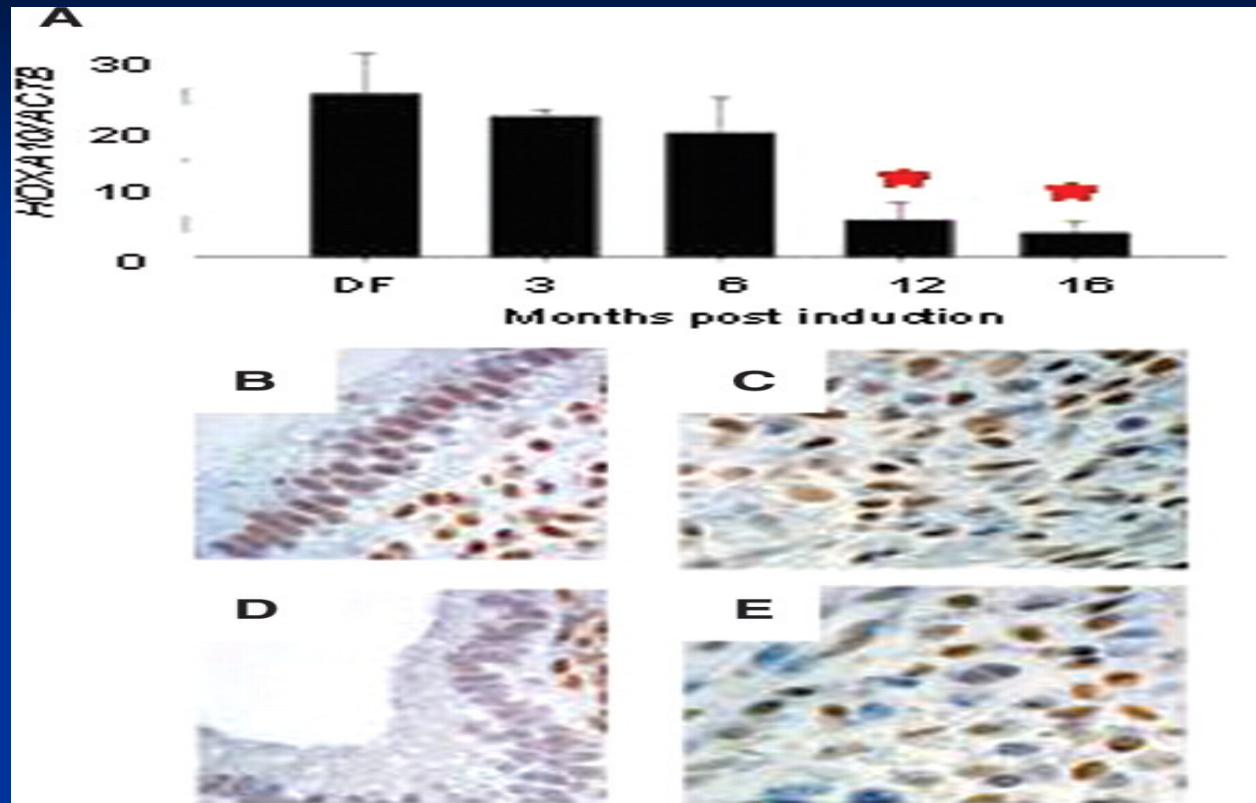 A
HOXA10/ACTB
30
20
10
0
DF 3 6 12 16
Months post induction
B
C
D
E